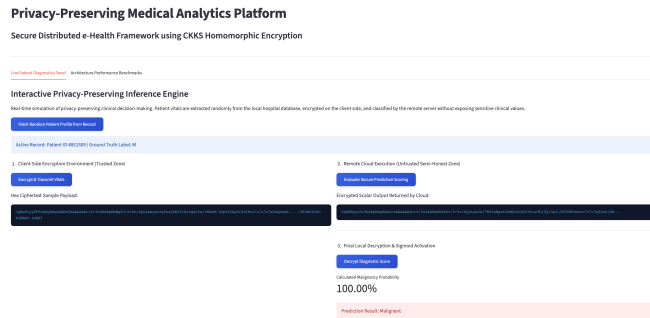 Privacy-Preserving Medical Analytics Platform
Secure Distributed e-Health Framework using CKKS Homomorphic Encryption
Live Patient Diagnostics Panel Architecture Performance Benchmarks
Interactive Privacy-Preserving Inference Engine
Real-time simulation of privacy-preserving clinical decision-making. Patient vitals are extracted randomly from the local hospital database, encrypted on the client side, and classified by the remote server without exposing sensitive clinical values.
Fetch Random Patient Profile from Record
Active Record: Patient ID #851509 | Ground Truth Label: M
1. Client-Side Encryption Environment (Trusted Zone)
Encrypt & Transmit Vitals
Hex Ciphertext Sample Payload:
2. Remote Cloud Execution (Untrusted Semi-Honest Zone)
Evaluate Secure Prediction Scoring
Encrypted Scalar Output Returned by Cloud:
3. Final Local Decryption & Sigmoid Activation
Decrypt Diagnostic Score
Calculated Malignancy Probability
100.00%
Prediction Result: Malignant